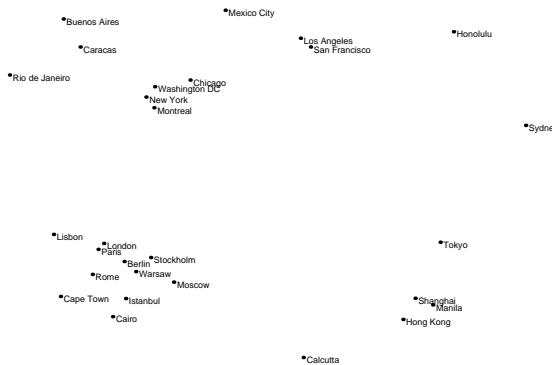 Mexico City
Buenos Aires
Honolulu
Los Angeles
Caracas
San Francisco
Rio de Janeiro
Chicago
Washington DC
New York
Montreal
Sydne
Lisbon
London
Tokyo
Paris
Stockholm
Berlin
Warsaw
Rome
Moscow
Cape Town
Istanbul
Shanghai
Manila
Cairo
Hong Kong
Calcutta